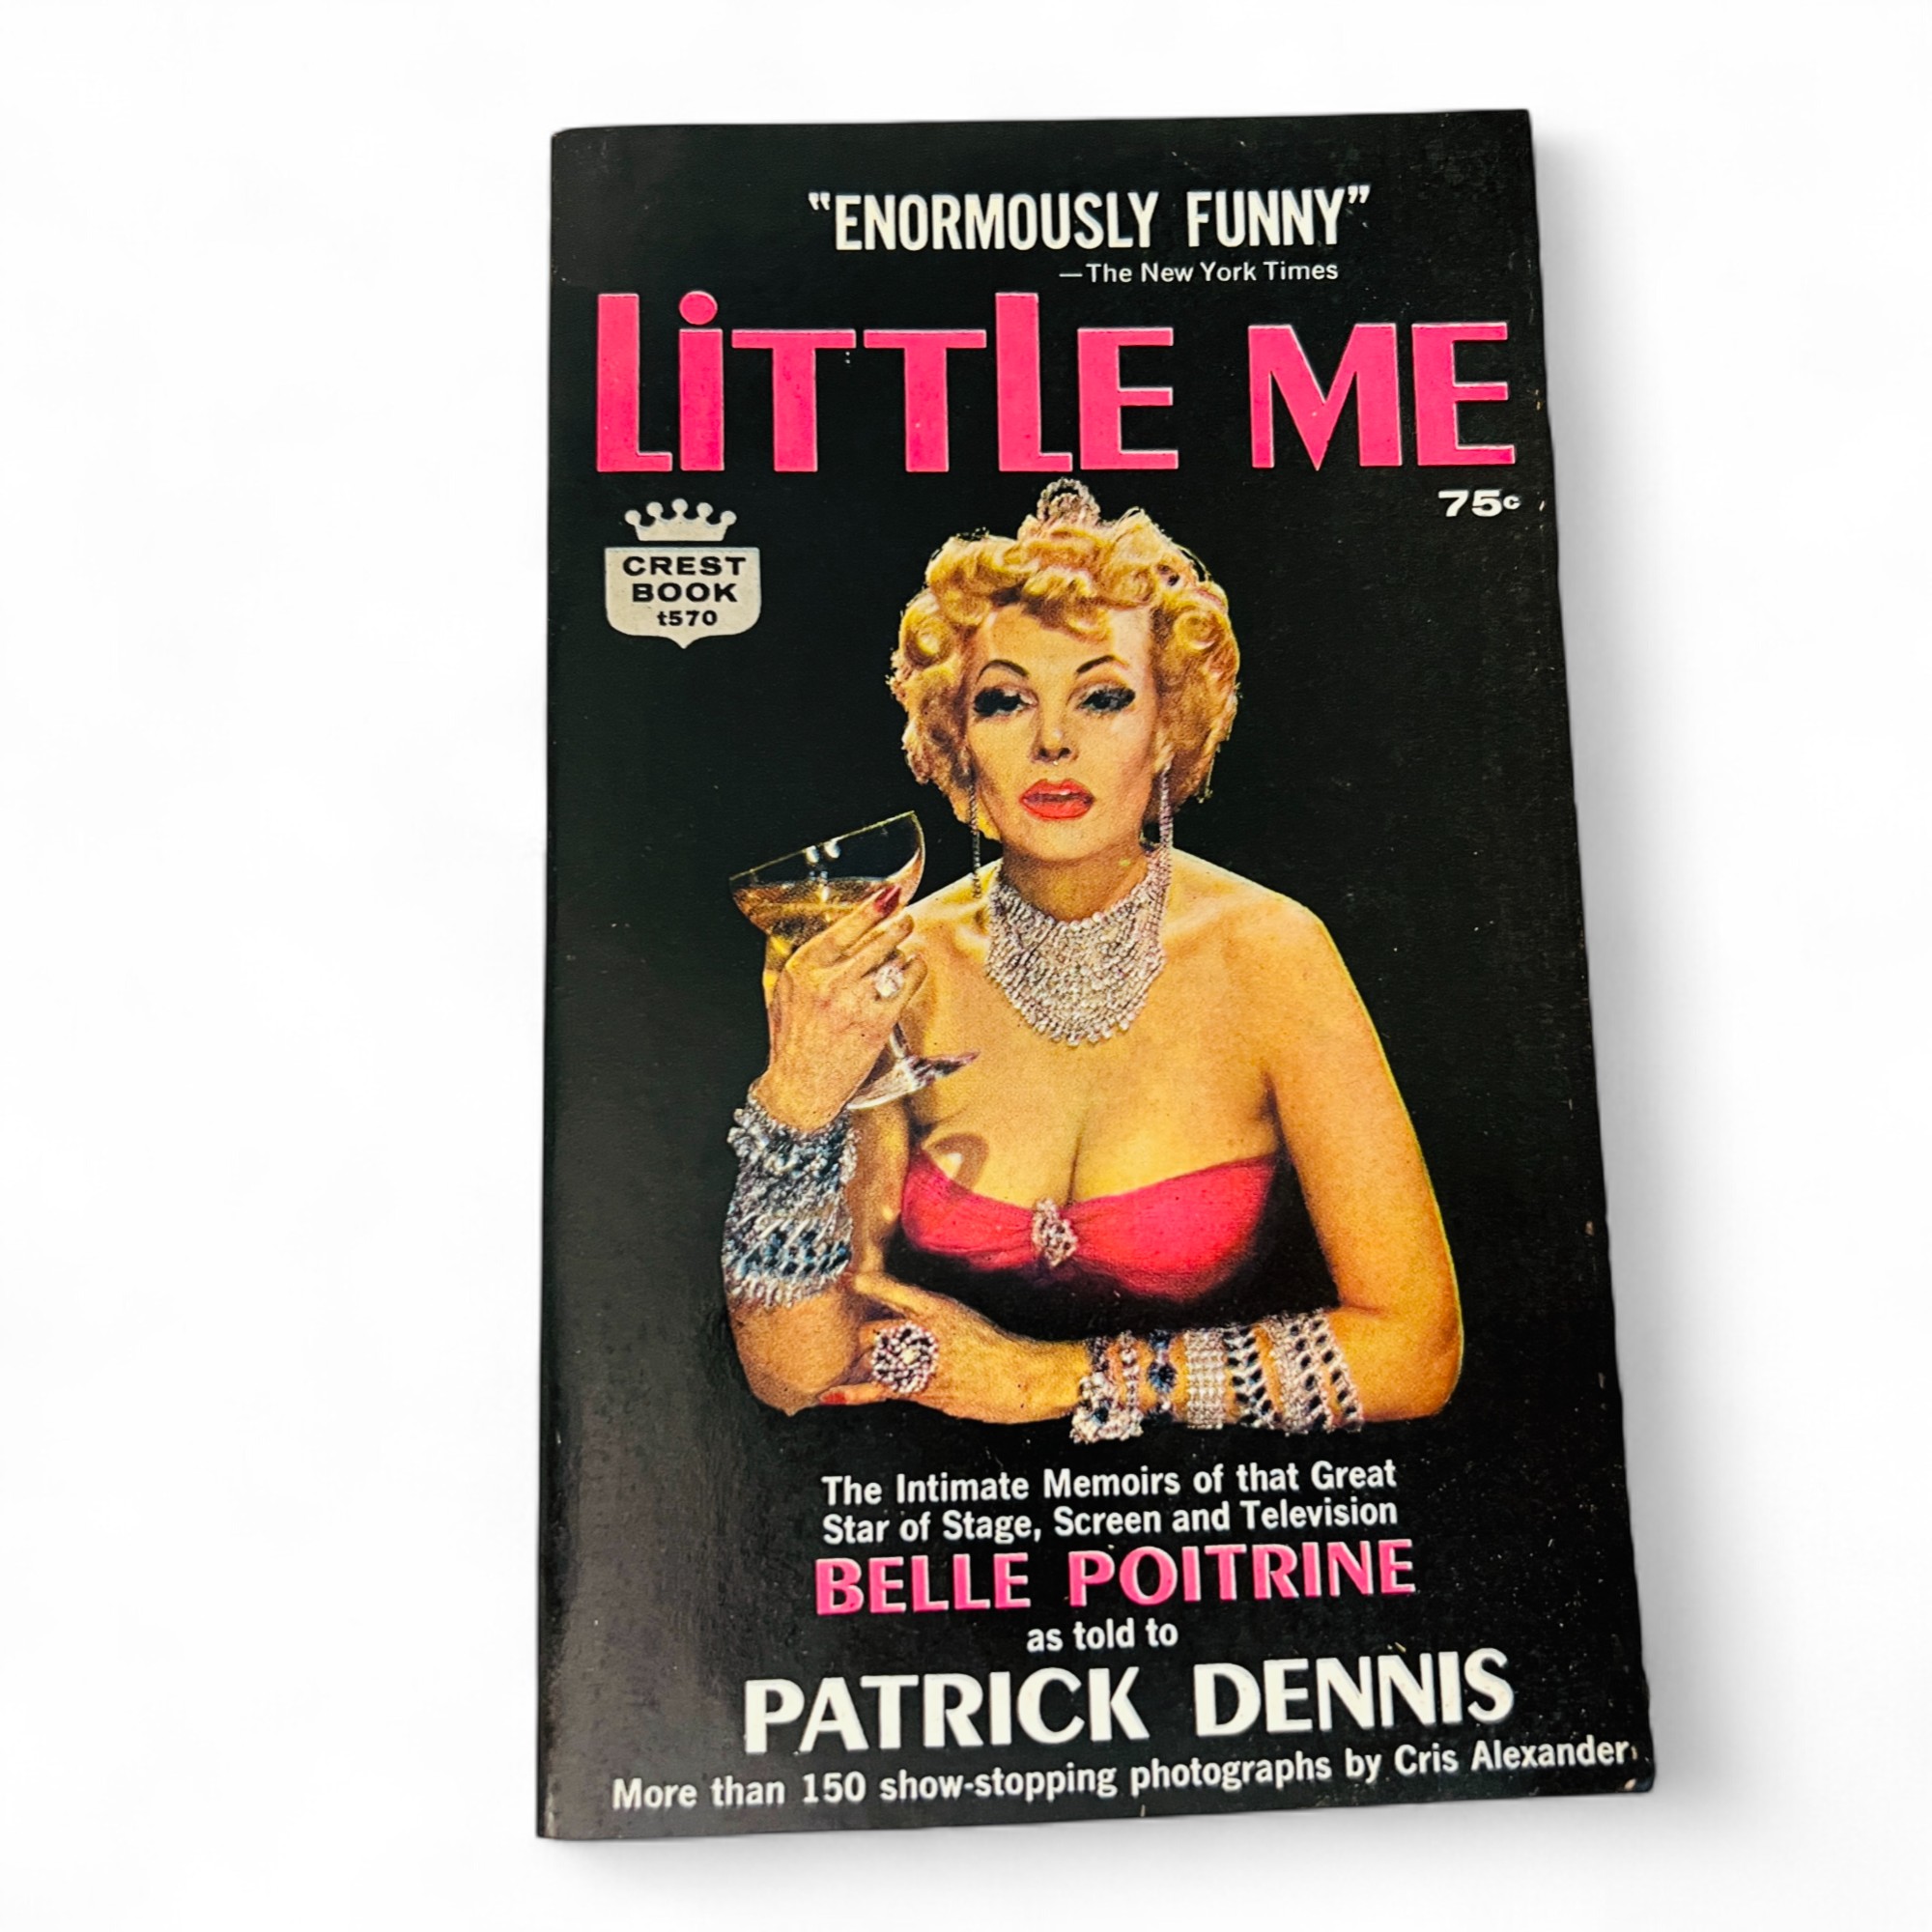 "ENORMOUSLY FUNNY"
—The New York Times
LiTTLE ME
75c
CREST
BOOK
t570
The Intimate Memoirs of that Great
Star of Stage, Screen and Television
BELLE POITRINE
as told to
PATRICK DENNIS
More than 150 show-stopping photographs by Cris Alexander